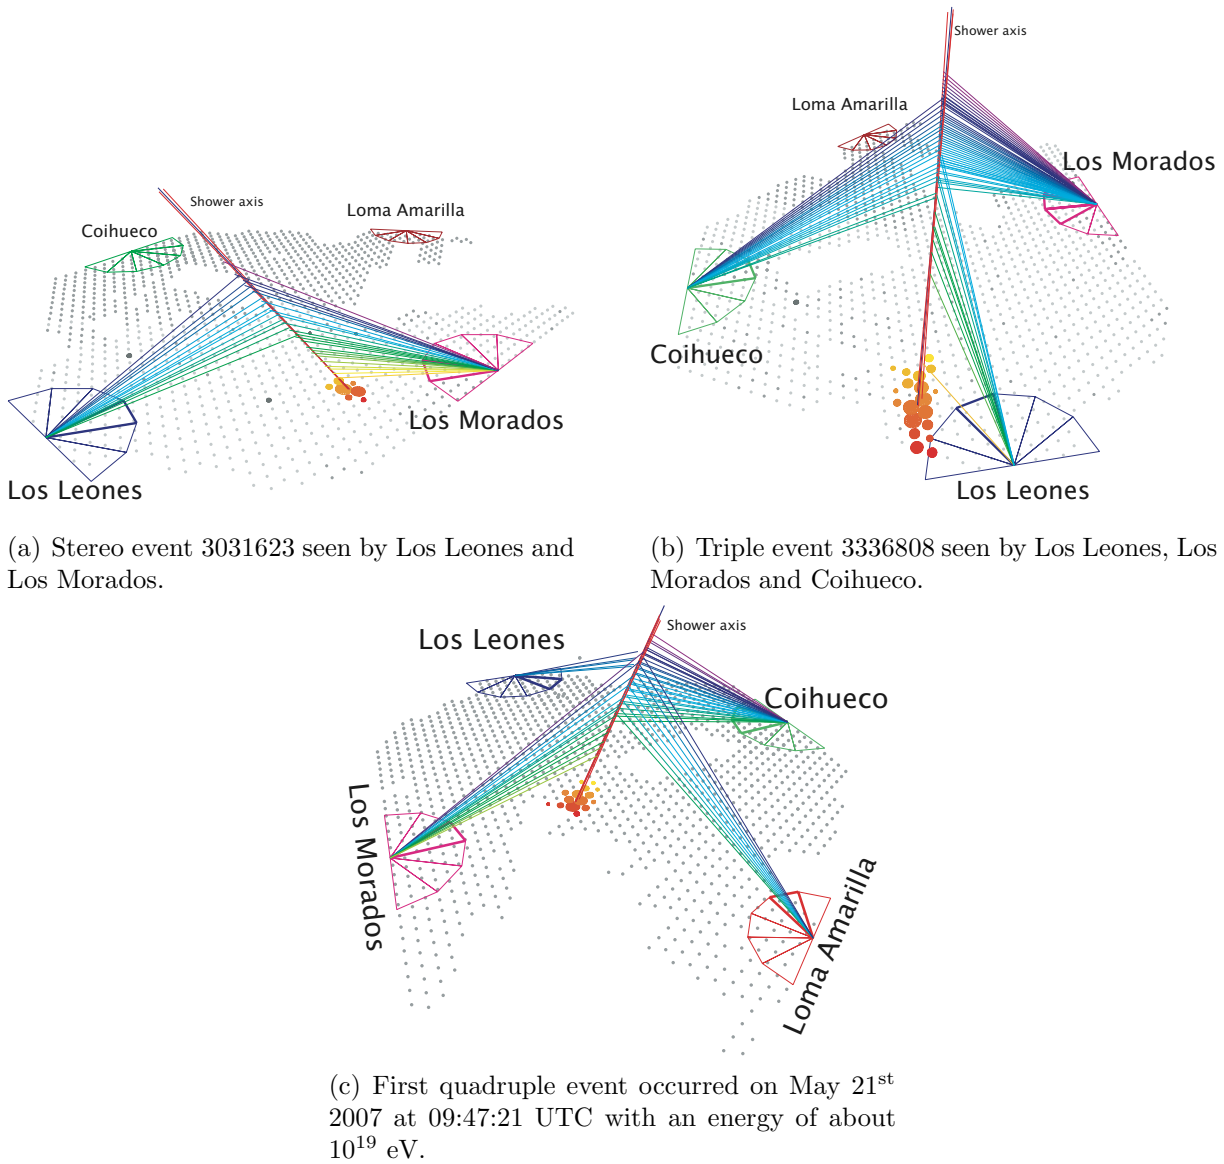 Shower axis
Loma Amarilla
Coihueco
Los Morados
Los Leones
(a) Stereo event 3031623 seen by Los Leones and
Los Morados.
Shower axis
Loma Amarilla
Los Morados
Coihueco
Los Leones
(b) Triple event 3336808 seen by Los Leones, Los
Morados and Coihueco.
Shower axis
Los Leones
Coihueco
Los Morados
Loma Amarilla
(c) First quadruple event occurred on May 21st
2007 at 09:47:21 UTC with an energy of about
10^19 eV.